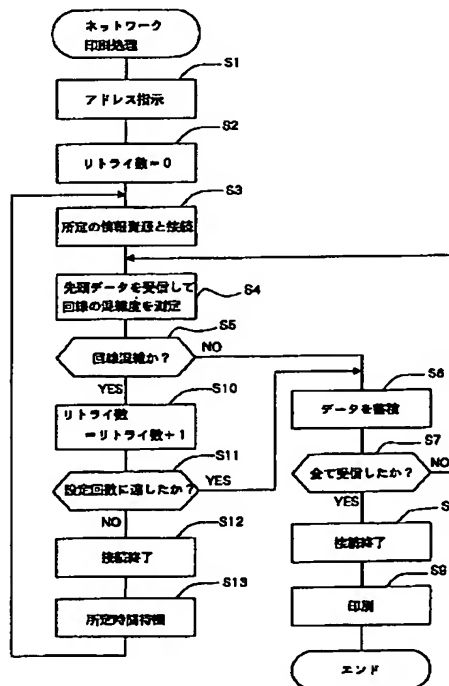 ネットワーク
印刷処理
S1
アドレス指示
S2
リトライ数=0
S3
所定の情報資源と接続
先頭データを受信して
回線の混雑度を測定
S4
S5
回線混雑か?
NO
YES
S10
リトライ数
=リトライ数+1
S11
設定回数に達したか?
YES
NO
S12
接続終了
S13
所定時間待機
S6
データを蓄積
S7
全て受信したか?
NO
YES
S
接続終了
S9
印刷
エンド